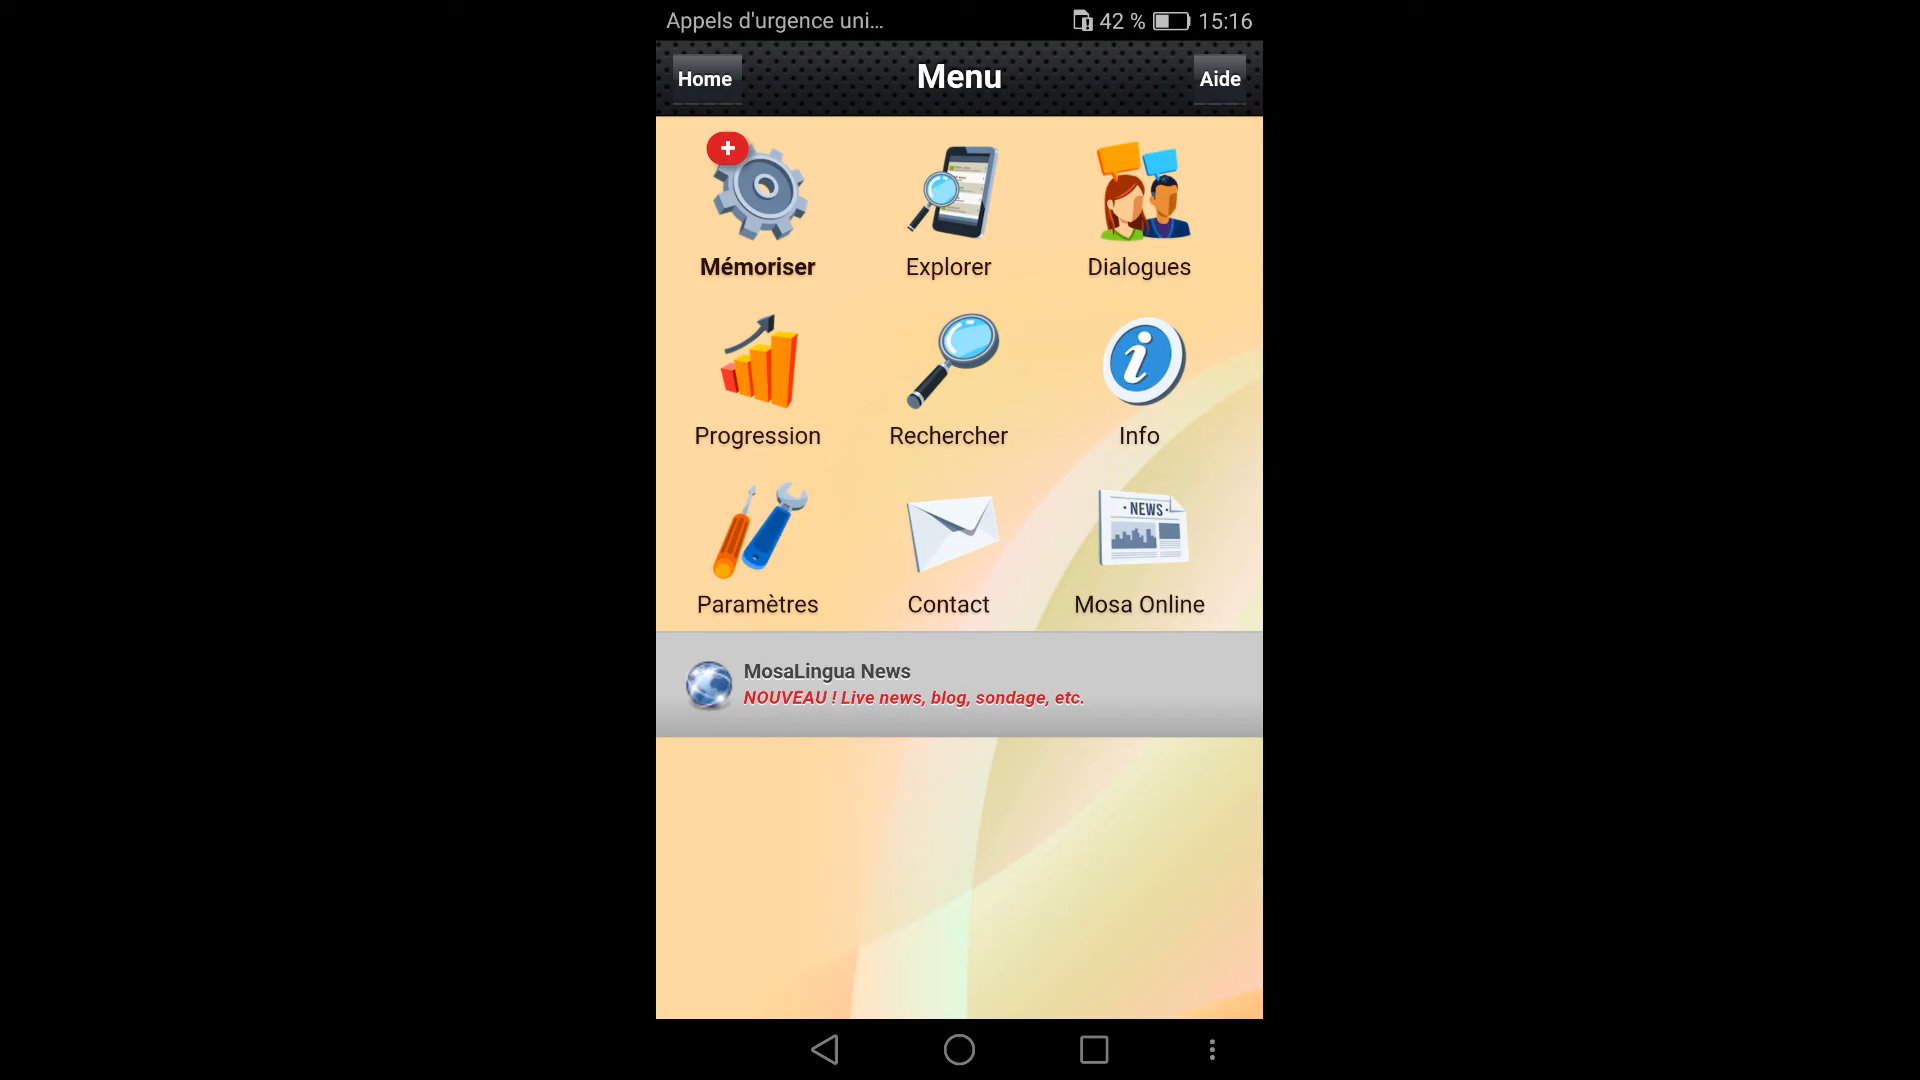 Appels d'urgence uni... 42 % 15:16
Home Menu Aide
+
Mémoriser Explorer Dialogues
Progression Rechercher Info
NEWS
Paramètres Contact Mosa Online
MosaLingua News
NOUVEAU ! Live news, blog, sondage, etc.